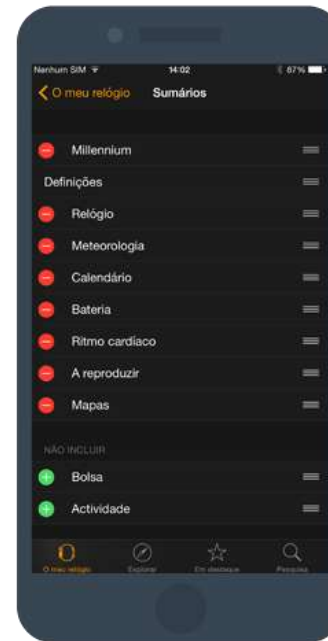 Nenhum SIM 14:02 87%
O meu relógio Sumários
Millennium
Definições
Relógio
Meteorologia
Calendário
Bateria
Ritmo cardíaco
A reproduzir
Mapas
NÃO INCLUIR
Bolsa
Actividade
O meu relógio Explorar Em destaque Pesquisa